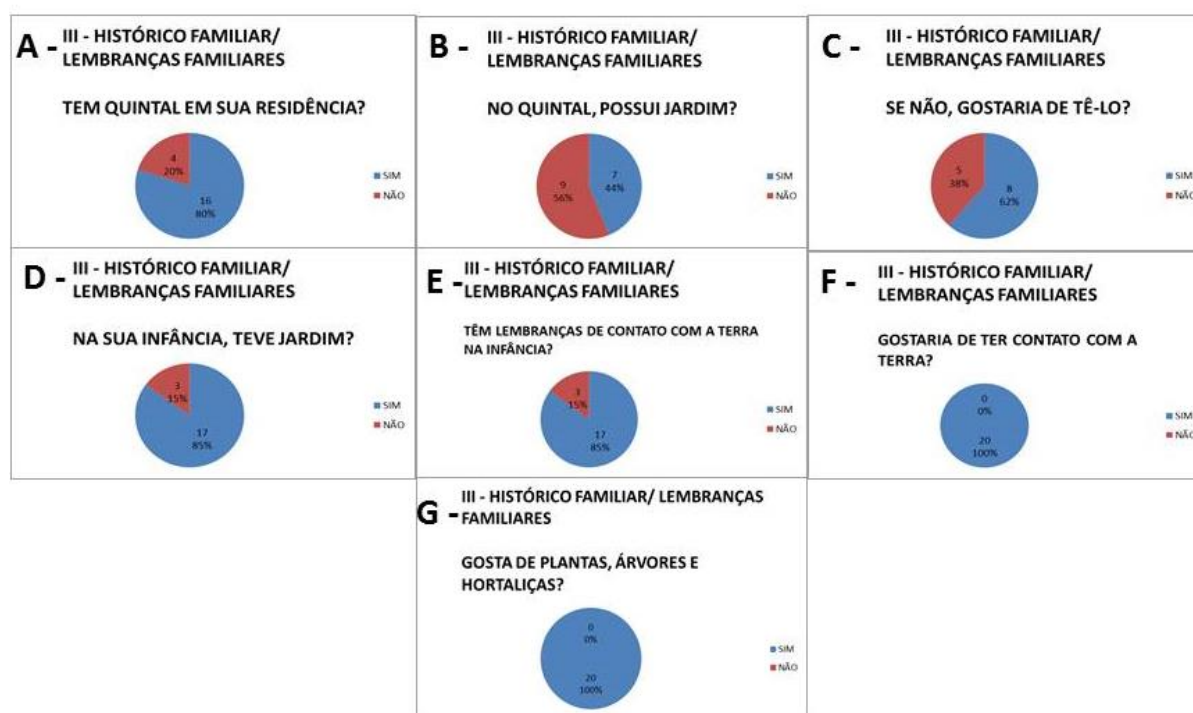 A - III - HISTÓRICO FAMILIAR/
LEMBRANÇAS FAMILIARES
TEM QUINTAL EM SUA RESIDÊNCIA?
4
20%
16
80%
SIM
NÃO
B - III - HISTÓRICO FAMILIAR/
LEMBRANÇAS FAMILIARES
NO QUINTAL, POSSUI JARDIM?
7
44%
9
56%
SIM
NÃO
C - III - HISTÓRICO FAMILIAR/
LEMBRANÇAS FAMILIARES
SE NÃO, GOSTARIA DE TÊ-LO?
5
38%
8
62%
SIM
NÃO
D - III - HISTÓRICO FAMILIAR/
LEMBRANÇAS FAMILIARES
NA SUA INFÂNCIA, TEVE JARDIM?
3
15%
17
85%
SIM
NÃO
E - III - HISTÓRICO FAMILIAR/
LEMBRANÇAS FAMILIARES
TÊM LEMBRANÇAS DE CONTATO COM A TERRA
NA INFÂNCIA?
3
15%
17
85%
SIM
NÃO
F - III - HISTÓRICO FAMILIAR/
LEMBRANÇAS FAMILIARES
GOSTARIA DE TER CONTATO COM A
TERRA?
0
0%
20
100%
SIM
NÃO
G - III - HISTÓRICO FAMILIAR/ LEMBRANÇAS
FAMILIARES
GOSTA DE PLANTAS, ÁRVORES E
HORTALIÇAS?
0
0%
20
100%
SIM
NÃO